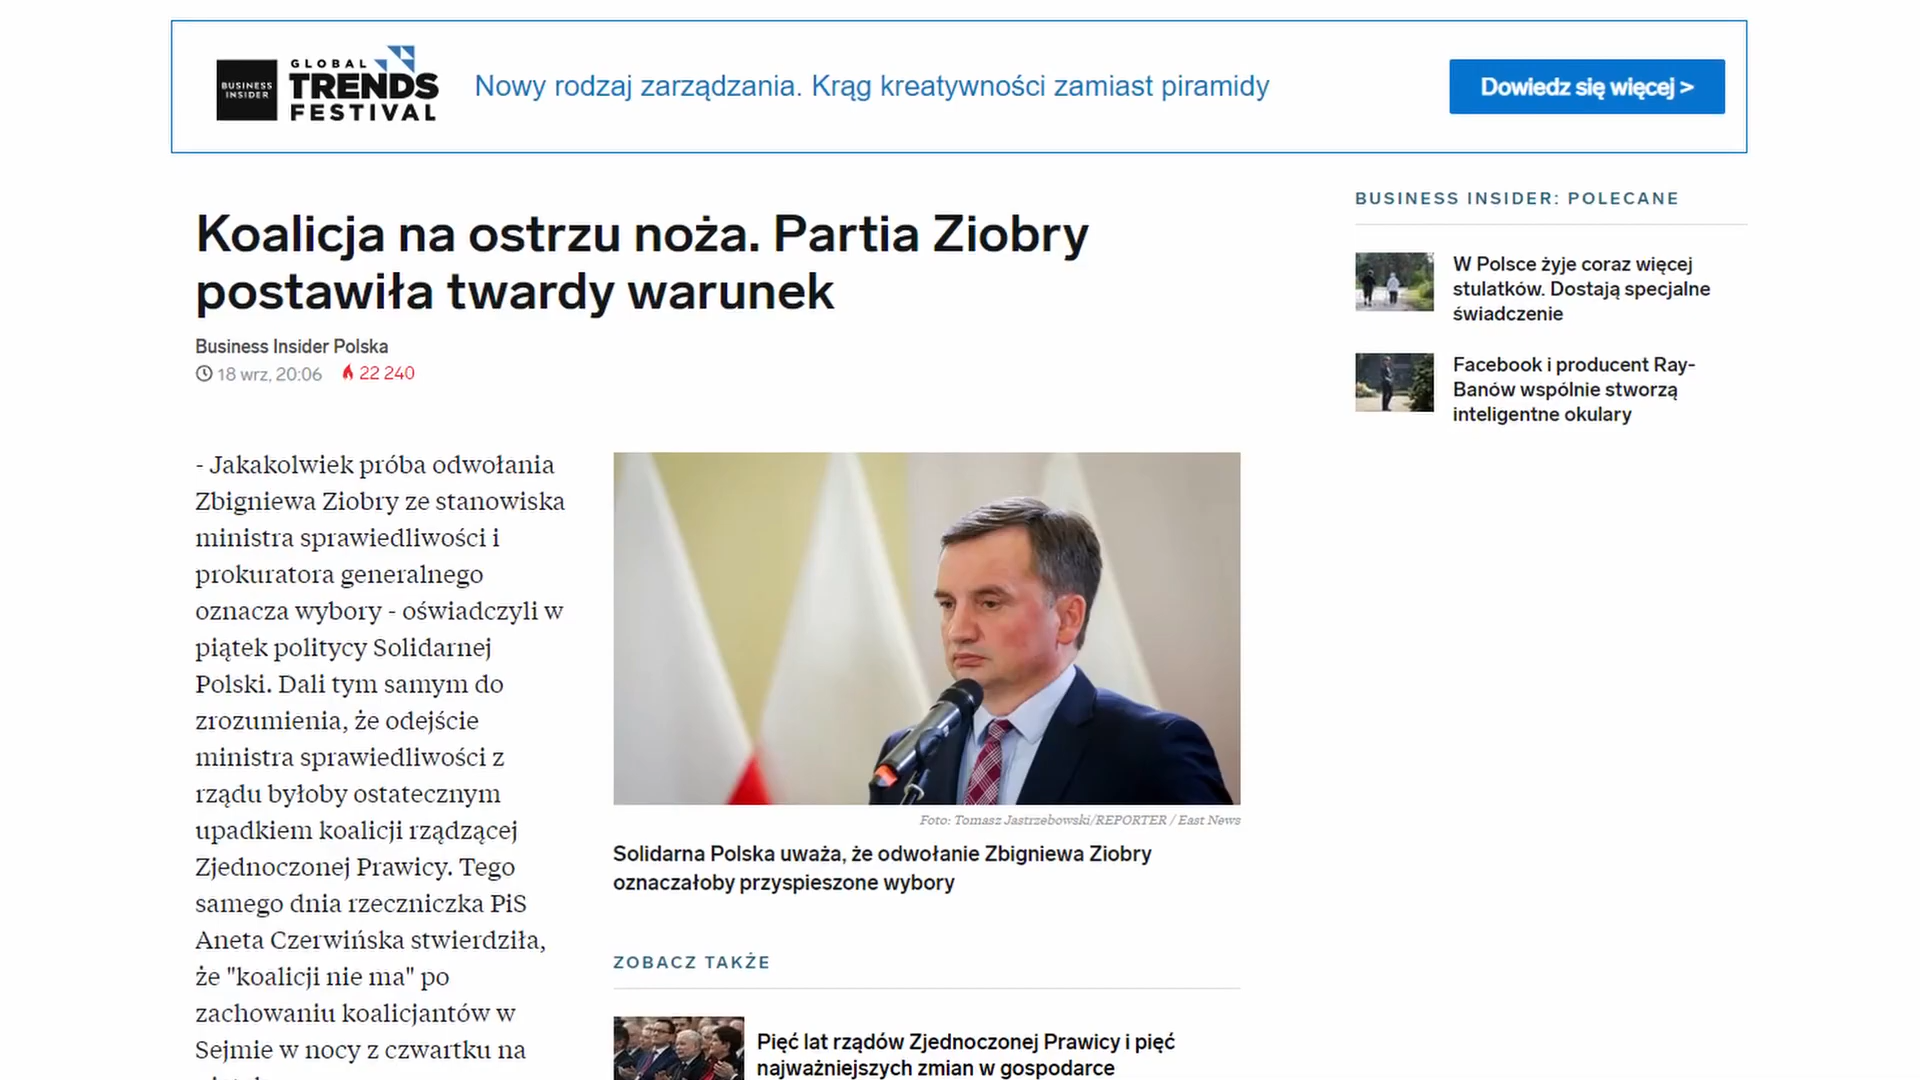 BUSINESS
INSIDER
GLOBAL
TRENDS
FESTIVAL
Nowy rodzaj zarządzania. Krąg kreatywności zamiast piramidy
Dowiedz się więcej >
Koalicja na ostrzu noża. Partia Ziobry
postawiła twardy warunek
Business Insider Polska
18 wrz, 20:06 22 240
- Jakakolwiek próba odwołania
Zbigniewa Ziobry ze stanowiska
ministra sprawiedliwości i
prokuratora generalnego
oznacza wybory - oświadczyli w
piątek politycy Solidarnej
Polski. Dali tym samym do
zrozumienia, że odejście
ministra sprawiedliwości z
rządu byłoby ostatecznym
upadkiem koalicji rządzącej
Zjednoczonej Prawicy. Tego
samego dnia rzeczniczka PiS
Aneta Czerwińska stwierdziła,
że "koalicji nie ma" po
zachowaniu koalicjantów w
Sejmie w nocy z czwartku na
Foto: Tomasz Jastrzebowski/REPORTER / East News
Solidarna Polska uważa, że odwołanie Zbigniewa Ziobry
oznaczałoby przyspieszone wybory
ZOBACZ TAKŻE
Pięć lat rządów Zjednoczonej Prawicy i pięć
najważniejszych zmian w gospodarce
BUSINESS INSIDER: POLECANE
W Polsce żyje coraz więcej
stulatków. Dostają specjalne
świadczenie
Facebook i producent Ray-
Banów wspólnie stworzą
inteligentne okulary